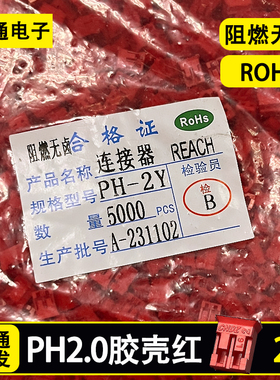 通电子
阻燃无
ROH
阻燃无卤
合格证
RoHs
产品名称 连接器 REACH
规格型号 PH-2Y 检验员
数量 5000 PCS
检
B
生产批号 A-231102
通
发
PH2.0胶壳红
2